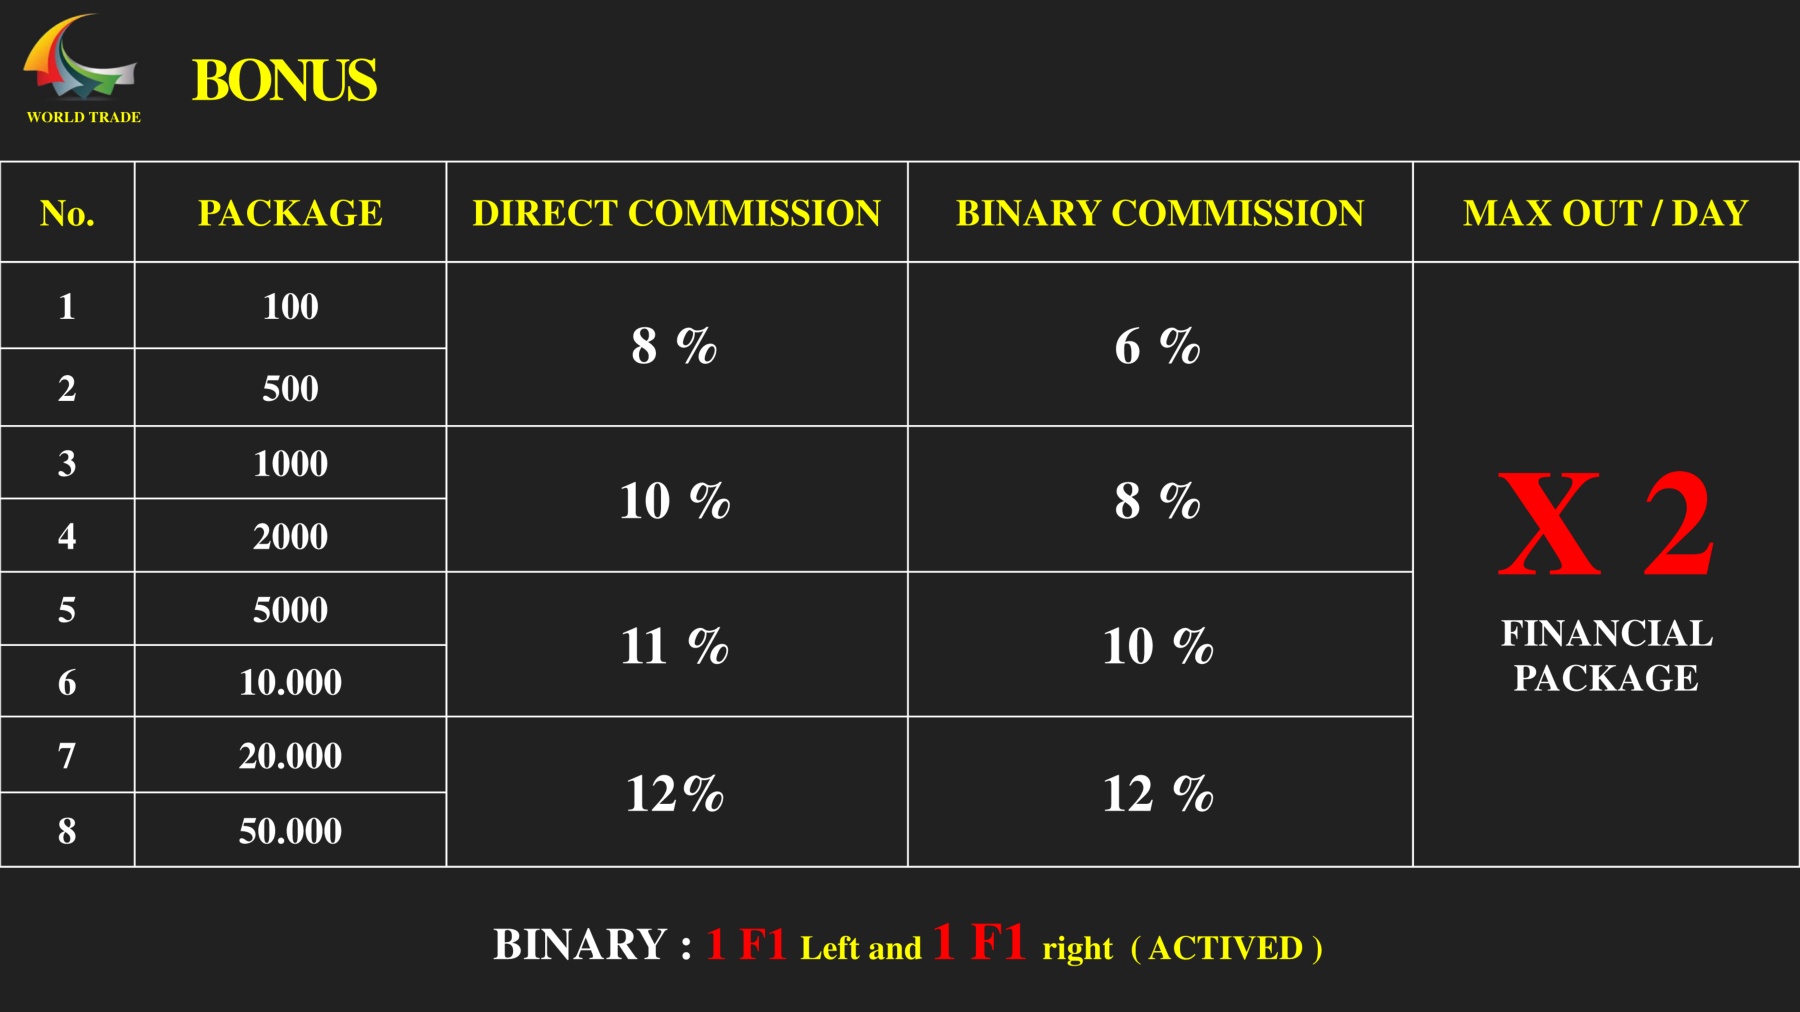 WORLD TRADE
BONUS
No. PACKAGE DIRECT COMMISSION BINARY COMMISSION MAX OUT / DAY
1 100
8 % 6 %
2 500
3 1000
10 % 8 %
4 2000
5 5000
11 % 10 %
6 10.000
7 20.000
12% 12 %
8 50.000
X 2
FINANCIAL
PACKAGE
BINARY : 1 F1 Left and 1 F1 right ( ACTIVED )